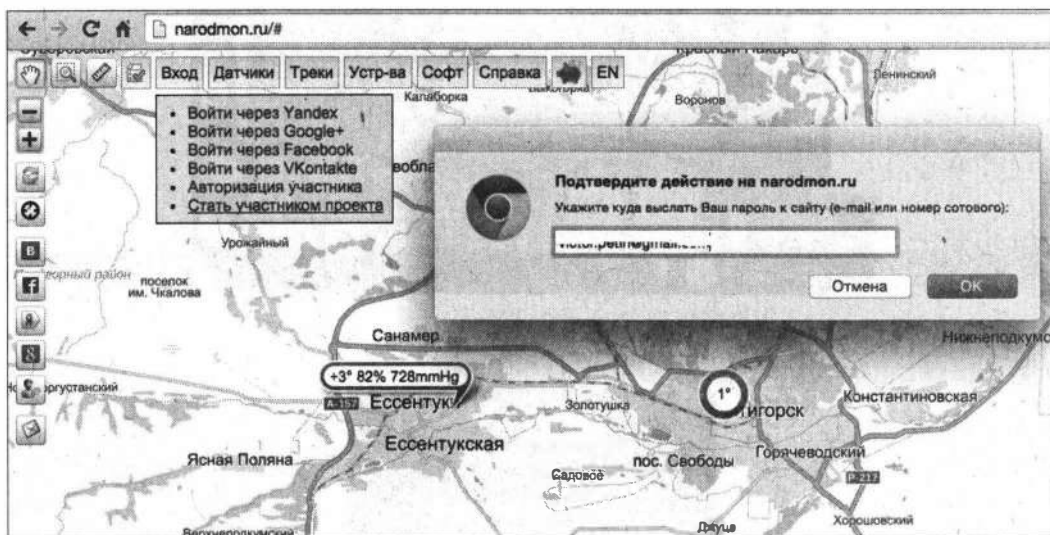 narodmon.ru/#
Вход Датчики Треки Устр-ва Софт Справка EN
Ленинский
Калаборка
Воронов
• Войти через Yandex
• Войти через Google+
• Войти через Facebook
• Войти через VKontakte
• Авторизация участника
• Стать участником проекта
Подтвердите действие на narodmon.ru
Укажите куда выслать Ваш пароль к сайту (e-mail или номер сотового):
Отмена
OK
Урожайный
район
поселок
им. Чкалова
Санамер
+3° 82% 728mmHg
1°
Золотушка
Константиновская
Ессентукская
Ясная Поляна
пос. Свободы
Горячеводский
P-217
Садовое
Хорошовский